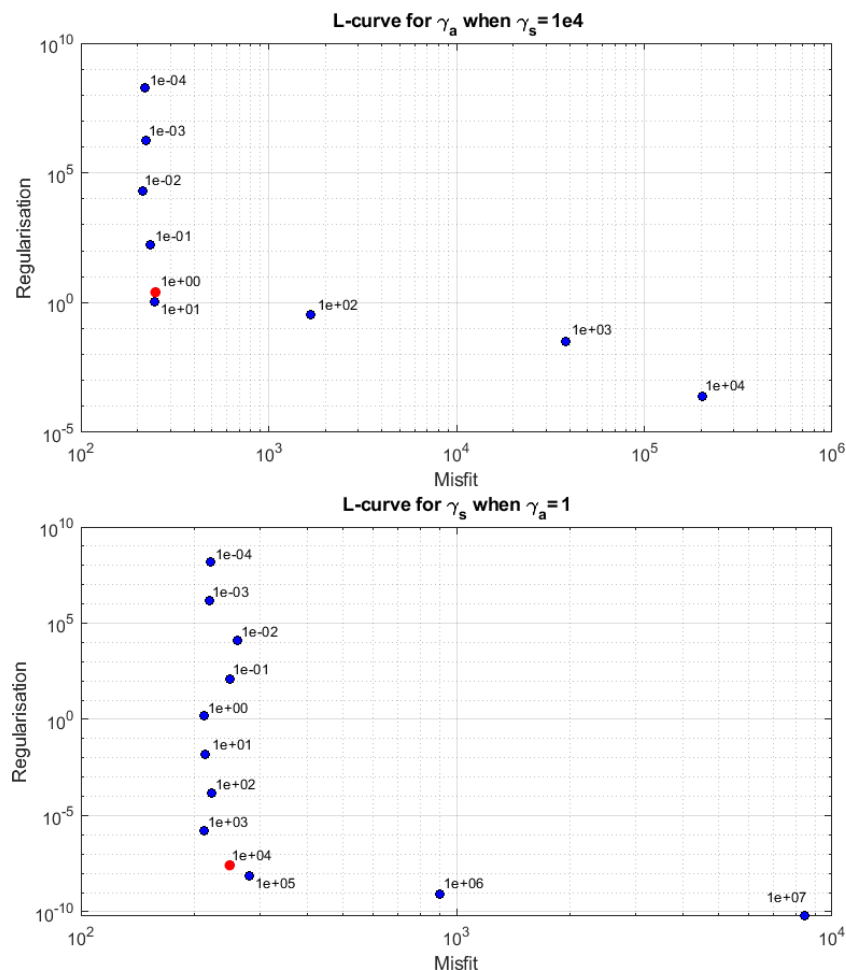 L-curve for γa when γs=1e4
10^10
10^5
10^0
10^-5
Regularisation
1e-04
1e-03
1e-02
1e-01
1e+00
1e+01
1e+02
1e+03
1e+04
10^2 10^3 10^4 10^5 10^6
Misfit
L-curve for γs when γa=1
10^10
10^5
10^0
10^-5
10^-10
Regularisation
1e-04
1e-03
1e-02
1e-01
1e+00
1e+01
1e+02
1e+03
1e+04
1e+05
1e+06
1e+07
10^2 10^3 10^4
Misfit